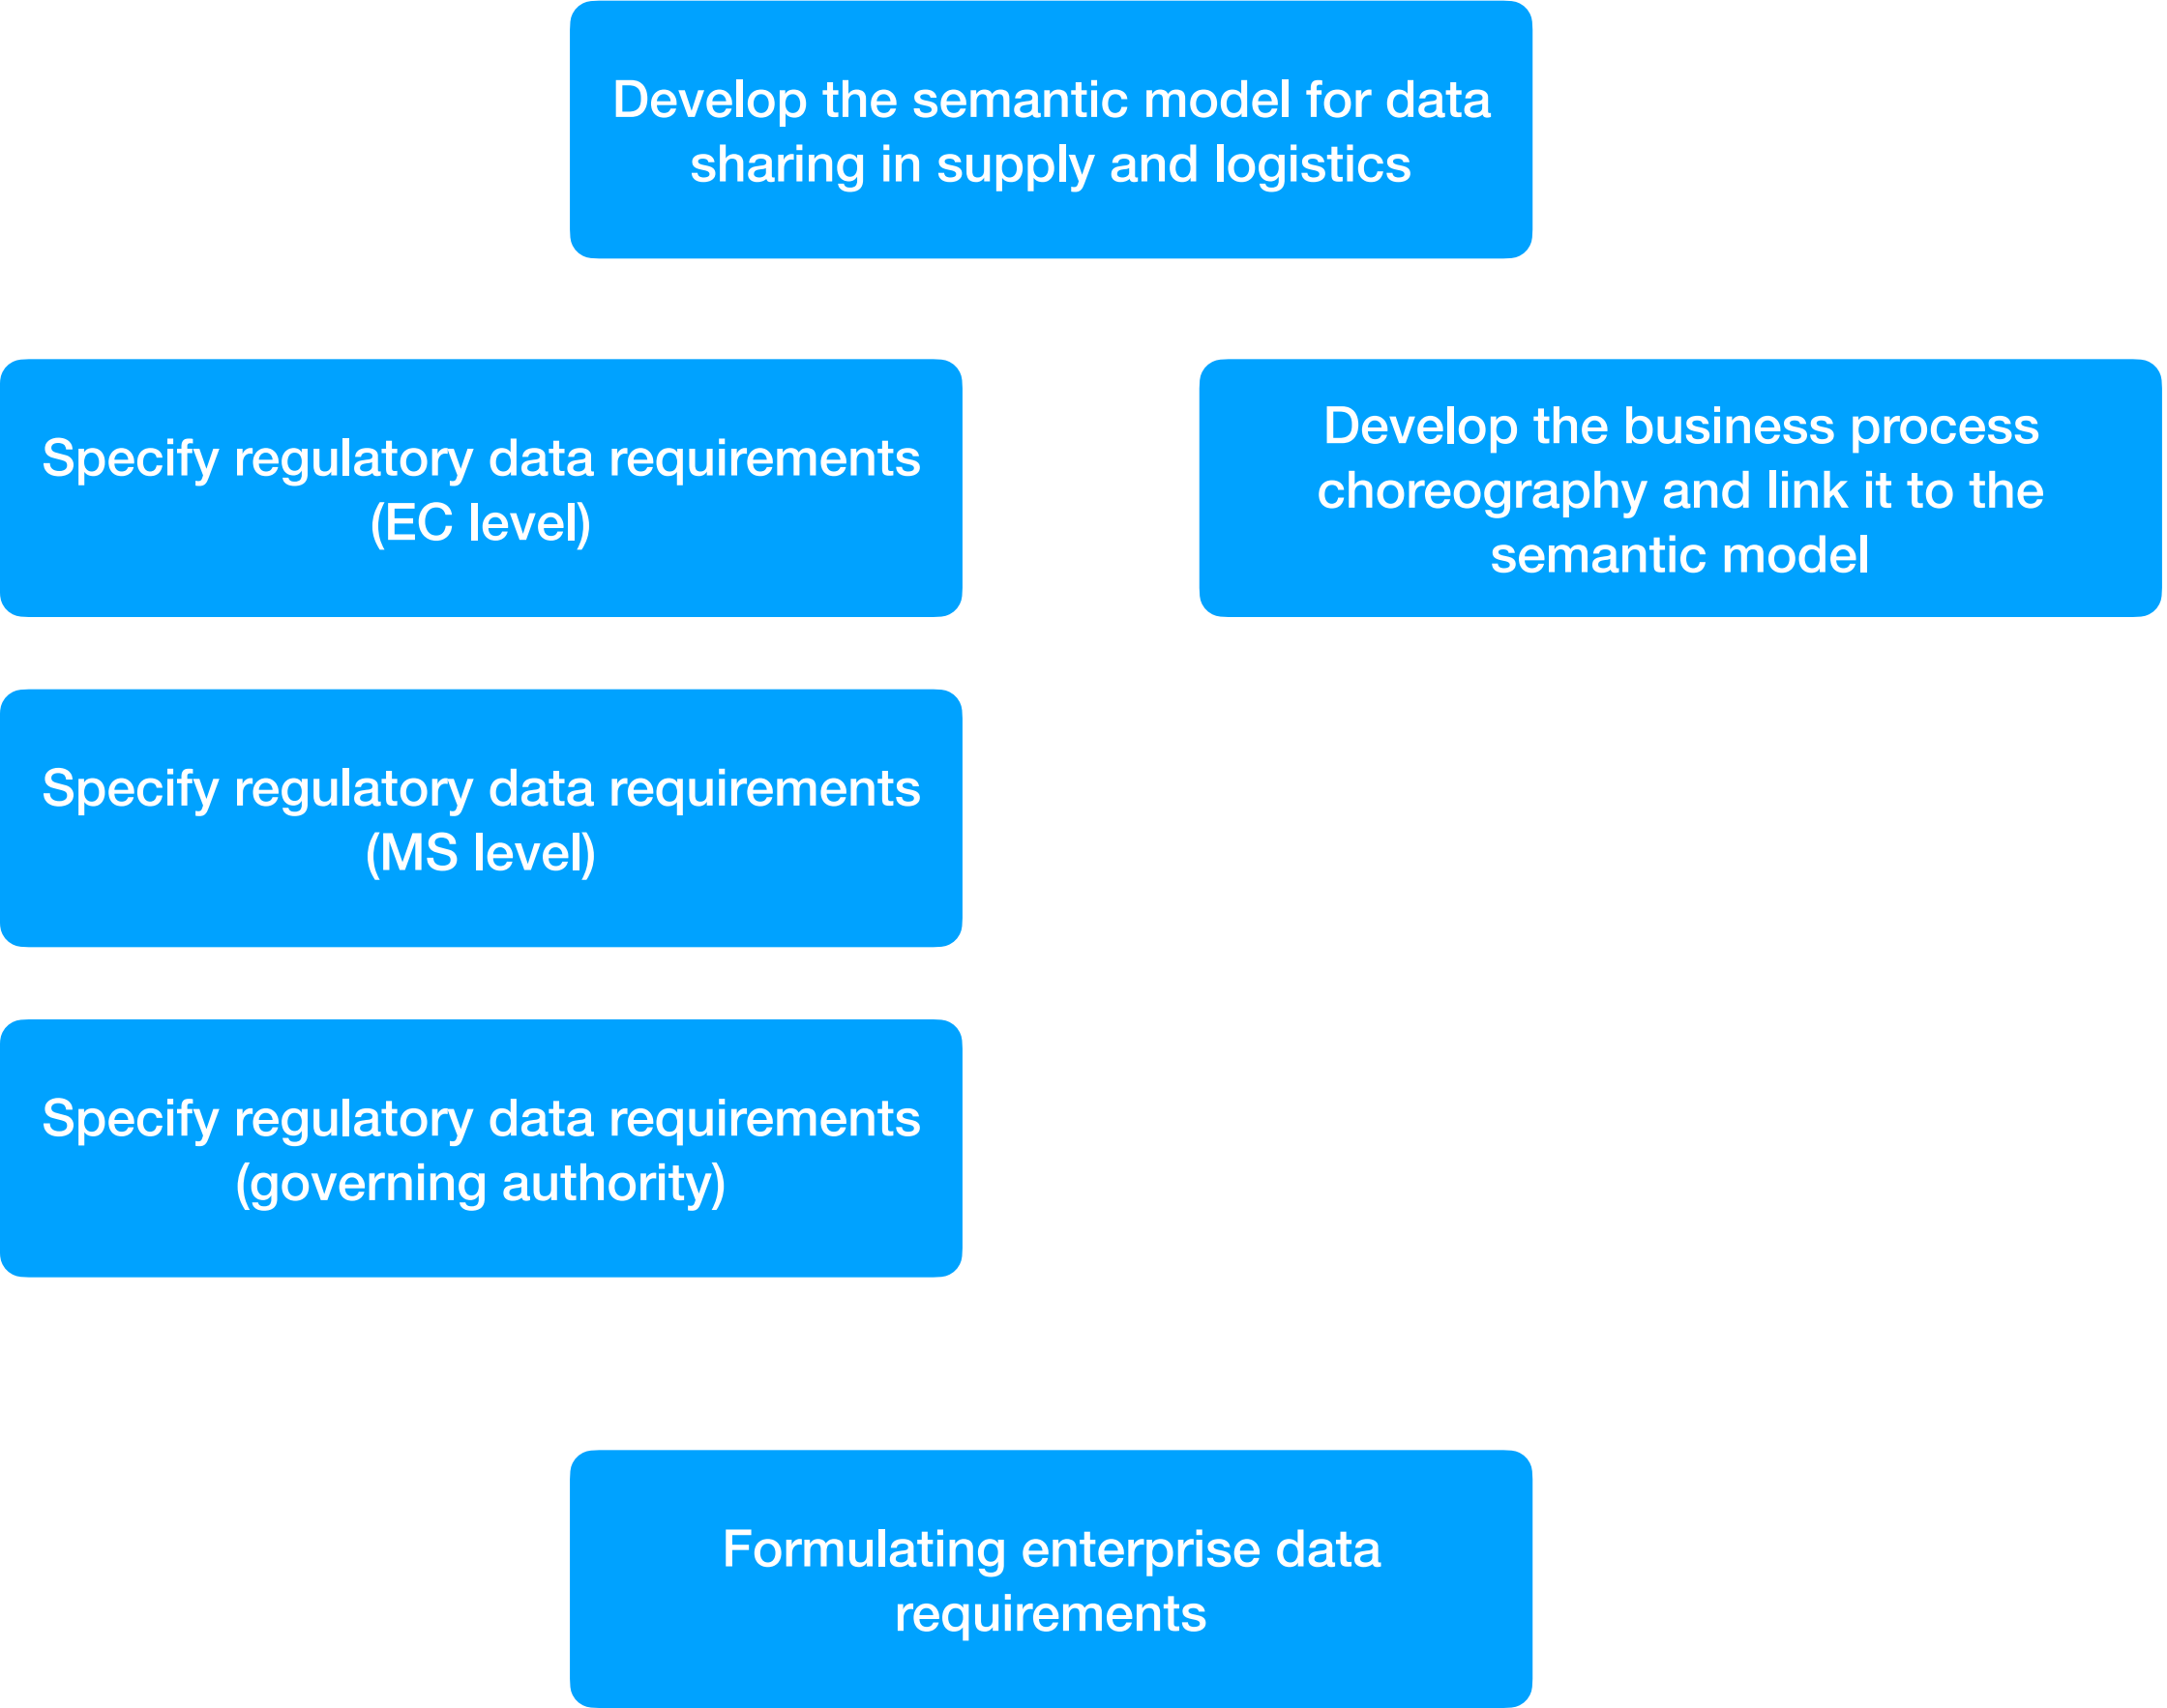 Develop the semantic model for data
sharing in supply and logistics
Specify regulatory data requirements
(EC level)
Develop the business process
choreography and link it to the
semantic model
Specify regulatory data requirements
(MS level)
Specify regulatory data requirements
(governing authority)
Formulating enterprise data
requirements